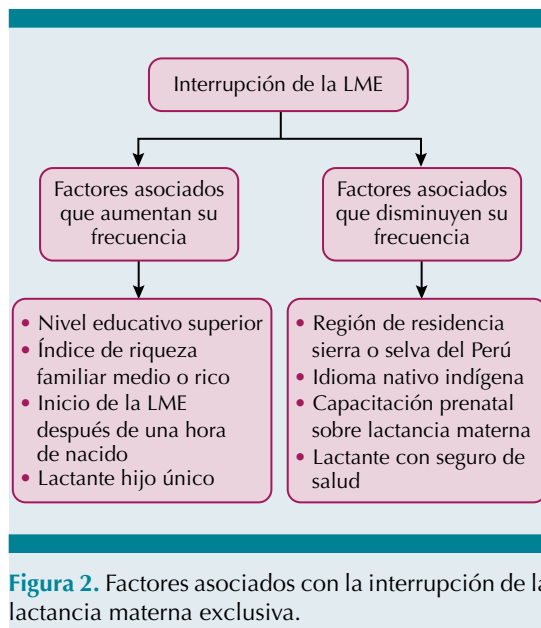 Interrupción de la LME
Factores asociados
que aumentan su
frecuencia
Factores asociados
que disminuyen su
frecuencia
• Nivel educativo superior
• Índice de riqueza
familiar medio o rico
• Inicio de la LME
después de una hora
de nacido
• Lactante hijo único
• Región de residencia
sierra o selva del Perú
• Idioma nativo indígena
• Capacitación prenatal
sobre lactancia materna
• Lactante con seguro de
salud
Figura 2. Factores asociados con la interrupción de la
lactancia materna exclusiva.